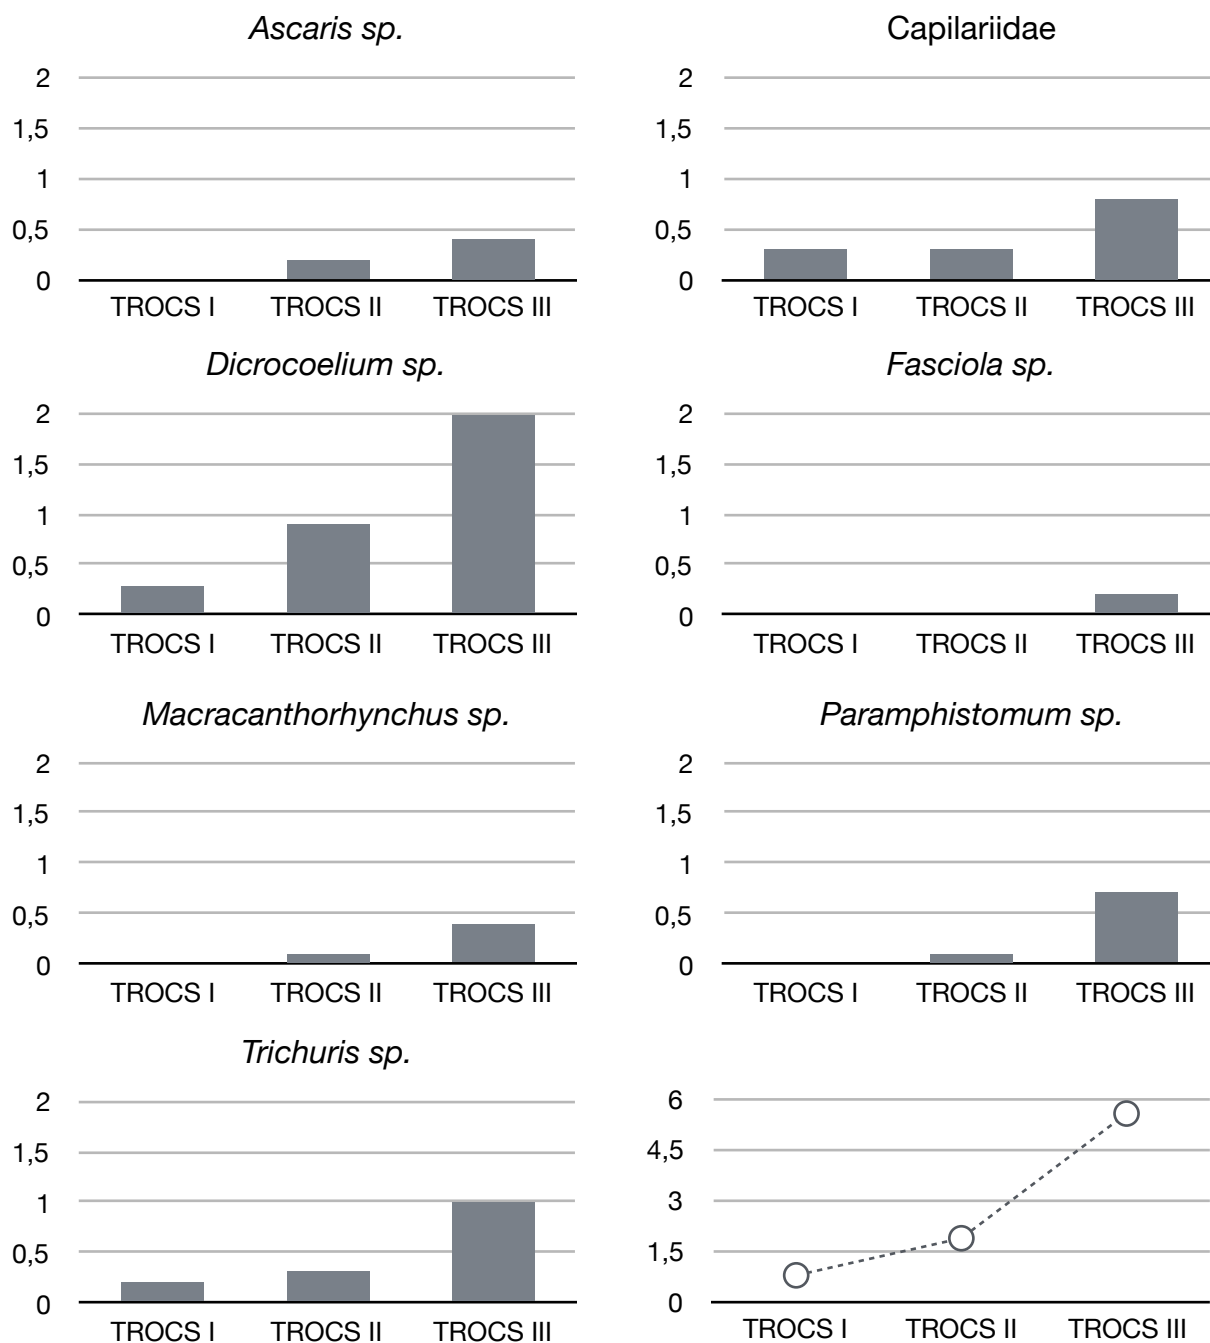 Ascaris sp.
2
1,5
1
0,5
0
TROCS I TROCS II TROCS III
Capilariidae
2
1,5
1
0,5
0
TROCS I TROCS II TROCS III
Dicrocoelium sp.
2
1,5
1
0,5
0
TROCS I TROCS II TROCS III
Fasciola sp.
2
1,5
1
0,5
0
TROCS I TROCS II TROCS III
Macracanthorhynchus sp.
2
1,5
1
0,5
0
TROCS I TROCS II TROCS III
Paramphistomum sp.
2
1,5
1
0,5
0
TROCS I TROCS II TROCS III
Trichuris sp.
2
1,5
1
0,5
0
TROCS I TROCS II TROCS III
6
4,5
3
1,5
0
TROCS I TROCS II TROCS III